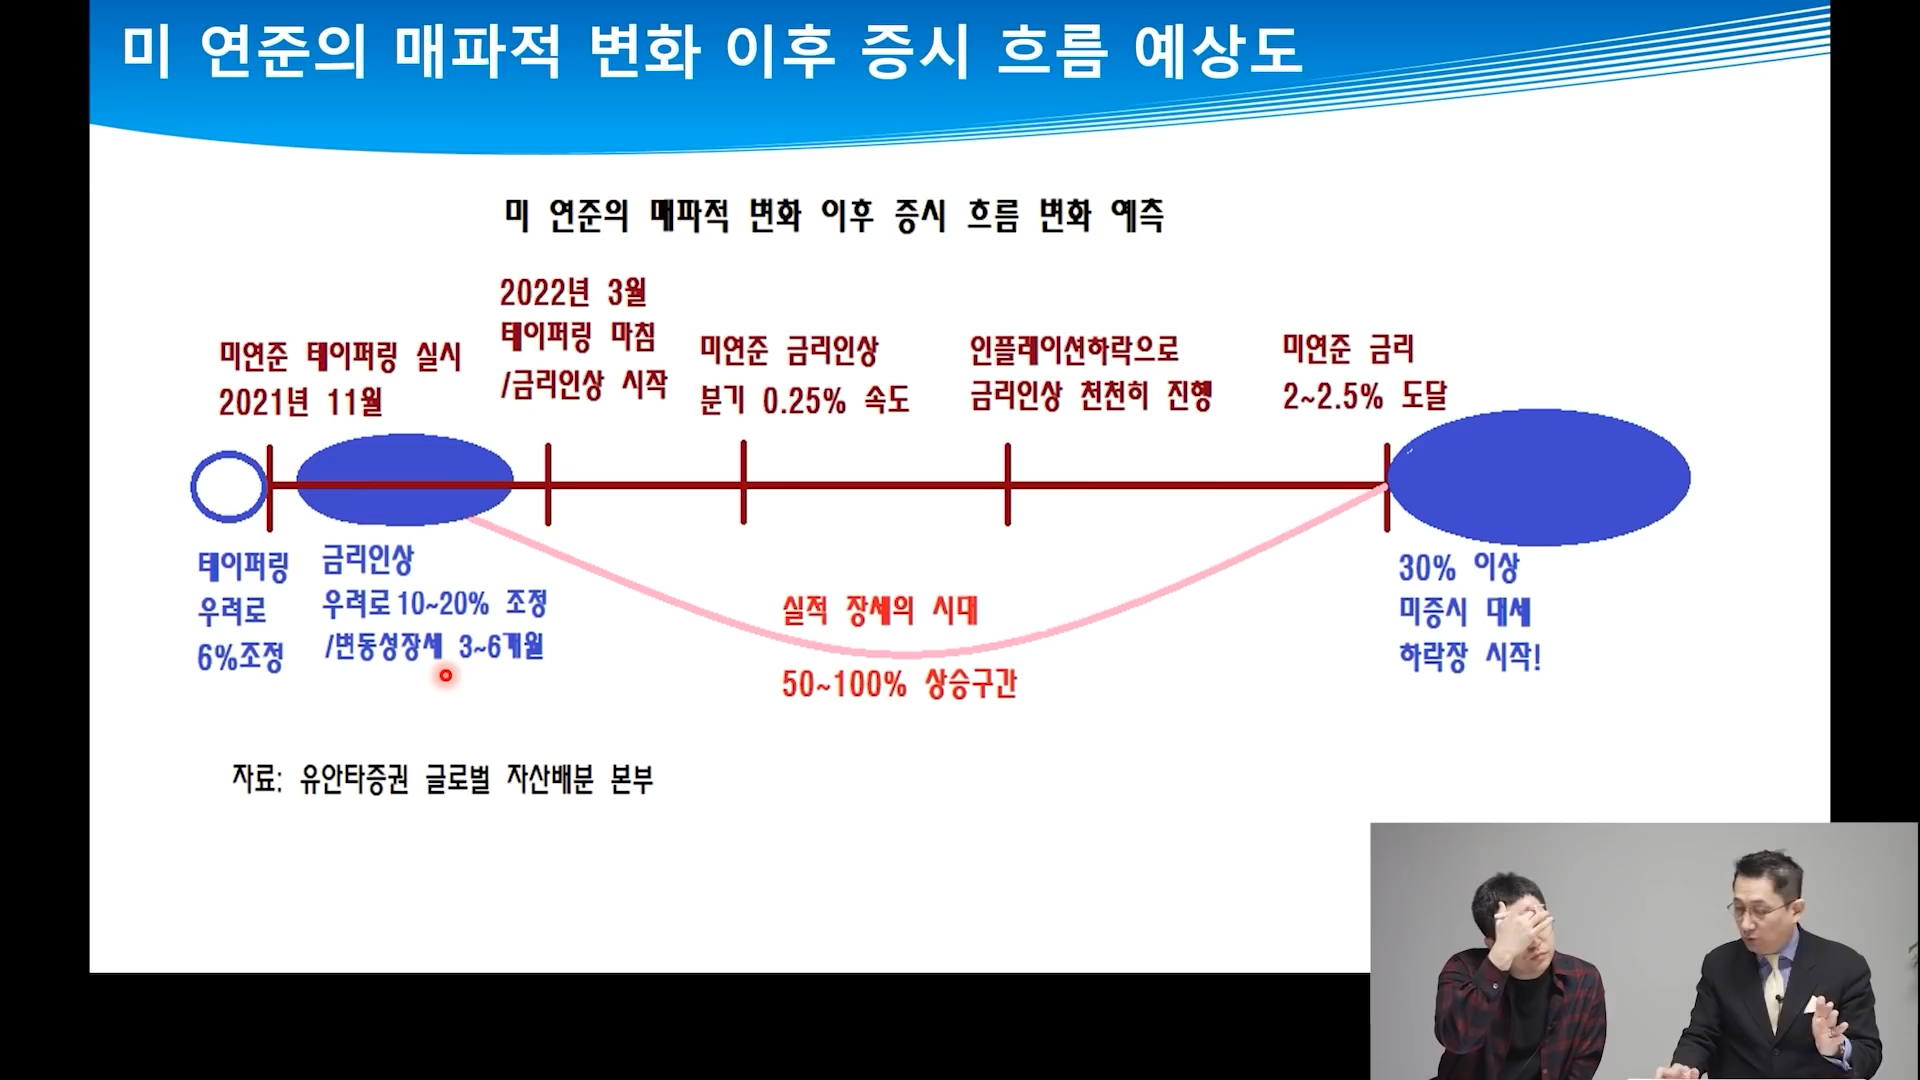 미 연준의 매파적 변화 이후 증시 흐름 예상도
미 연준의 매파적 변화 이후 증시 흐름 변화 예측
미연준 테이퍼링 실시
2021년 11월
2022년 3월
테이퍼링 마침
/금리인상 시작
미연준 금리인상
분기 0.25% 속도
인플레이션하락으로
금리인상 천천히 진행
미연준 금리
2~2.5% 도달
테이퍼링
우려로
6%조정
금리인상
우려로 10~20% 조정
/변동성장세 3~6개월
실적 장세의 시대
50~100% 상승구간
30% 이상
미증시 대세
하락장 시작!
자료: 유안타증권 글로벌 자산배분 본부